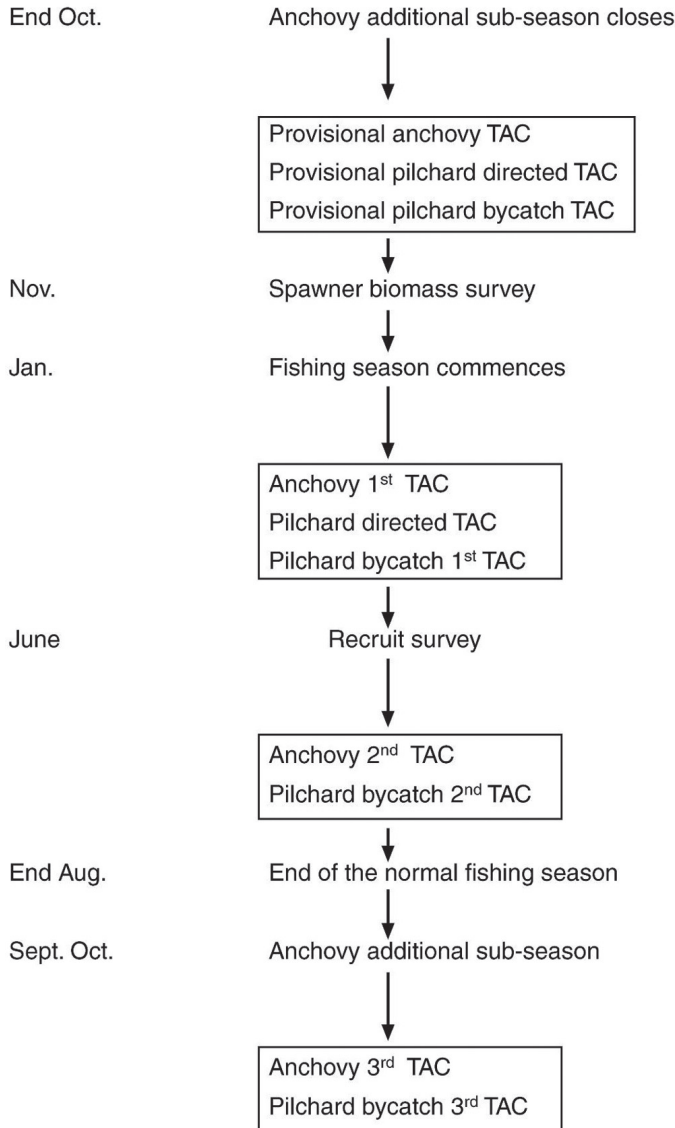 End Oct. Anchovy additional sub-season closes
Provisional anchovy TAC
Provisional pilchard directed TAC
Provisional pilchard bycatch TAC
Nov. Spawner biomass survey
Jan. Fishing season commences
Anchovy 1st TAC
Pilchard directed TAC
Pilchard bycatch 1st TAC
June Recruit survey
Anchovy 2nd TAC
Pilchard bycatch 2nd TAC
End Aug. End of the normal fishing season
Sept. Oct. Anchovy additional sub-season
Anchovy 3rd TAC
Pilchard bycatch 3rd TAC